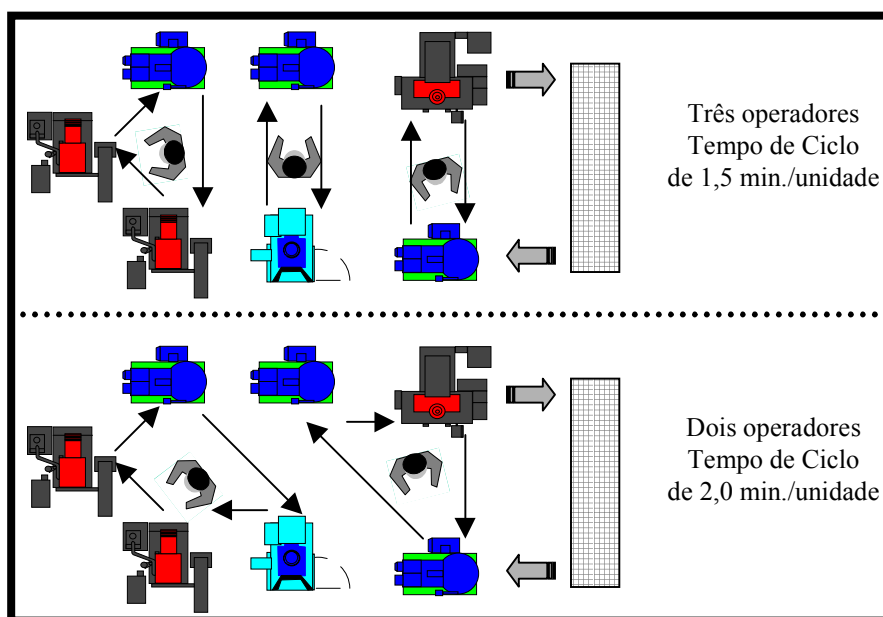 Três operadores
Tempo de Ciclo
de 1,5 min./unidade
Dois operadores
Tempo de Ciclo
de 2,0 min./unidade